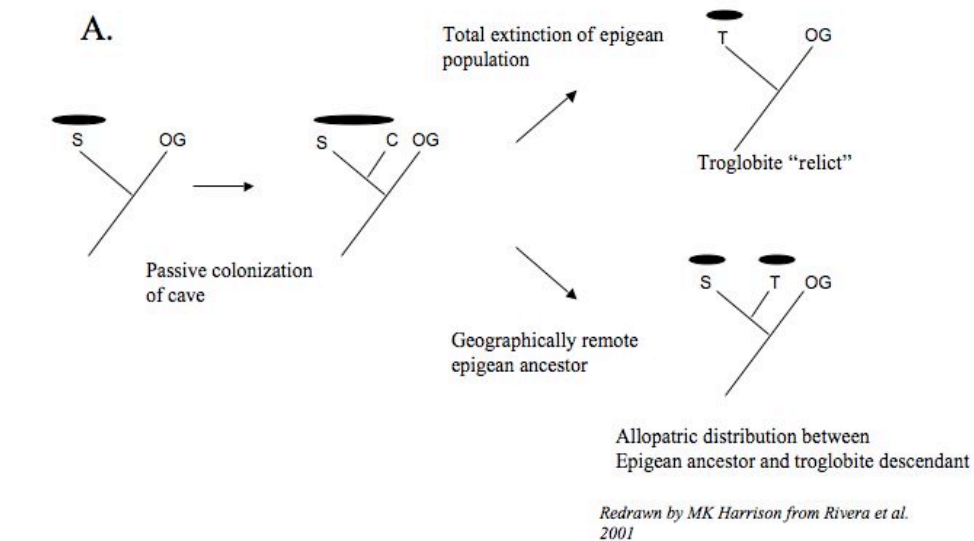 A.
Total extinction of epigean
population
T
OG
S
OG
S
C
OG
Troglobite “relict”
Passive colonization
of cave
S
T
OG
Geographically remote
epigean ancestor
Allopatric distribution between
Epigean ancestor and troglobite descendant
Redrawn by MK Harrison from Rivera et al.
2001